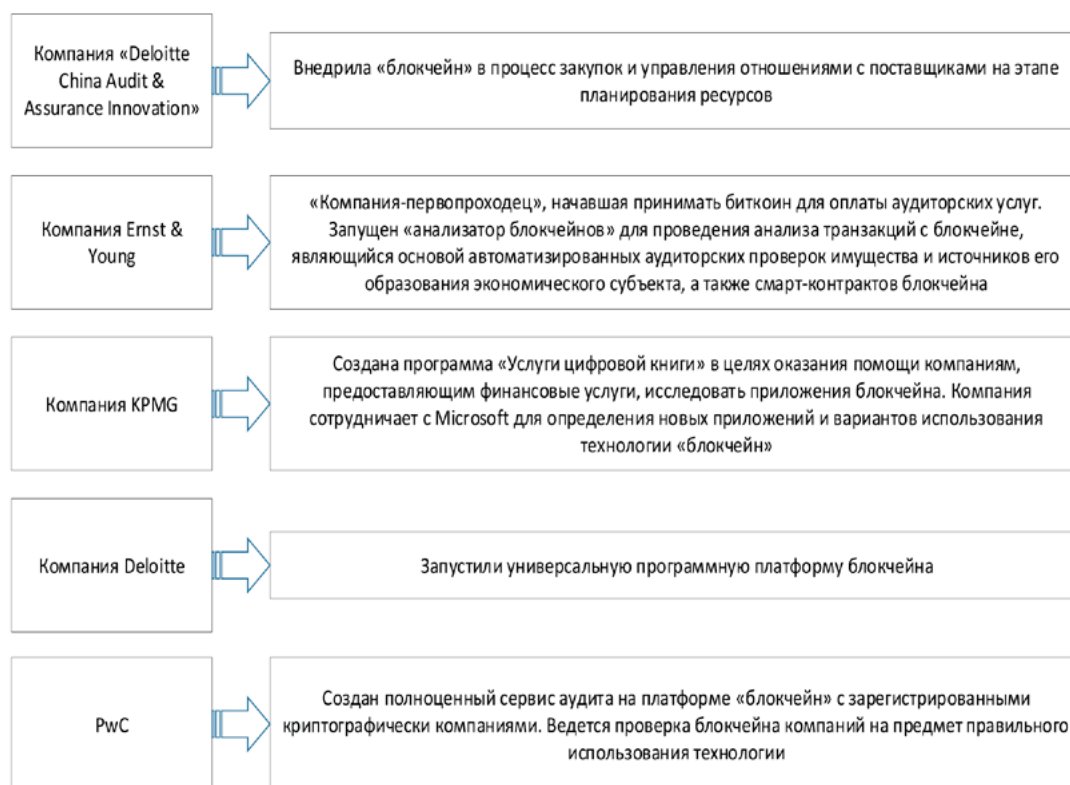 Компания «Deloitte
China Audit &
Assurance Innovation»
Внедрила «блокчейн» в процесс закупок и управления отношениями с поставщиками на этапе
планирования ресурсов
Компания Ernst &
Young
«Компания-первопроходец», начавшая принимать биткоин для оплаты аудиторских услуг.
Запущен «анализатор блокчейнов» для проведения анализа транзакций с блокчейне,
являющийся основой автоматизированных аудиторских проверок имущества и источников его
образования экономического субъекта, а также смарт-контрактов блокчейна
Компания KPMG
Создана программа «Услуги цифровой книги» в целях оказания помощи компаниям,
предоставляющим финансовые услуги, исследовать приложения блокчейна. Компания
сотрудничает с Microsoft для определения новых приложений и вариантов использования
технологии «блокчейн»
Компания Deloitte
Запустили универсальную программную платформу блокчейна
PwC
Создан полноценный сервис аудита на платформе «блокчейн» с зарегистрированными
криптографически компаниями. Ведется проверка блокчейна компаний на предмет правильного
использования технологии